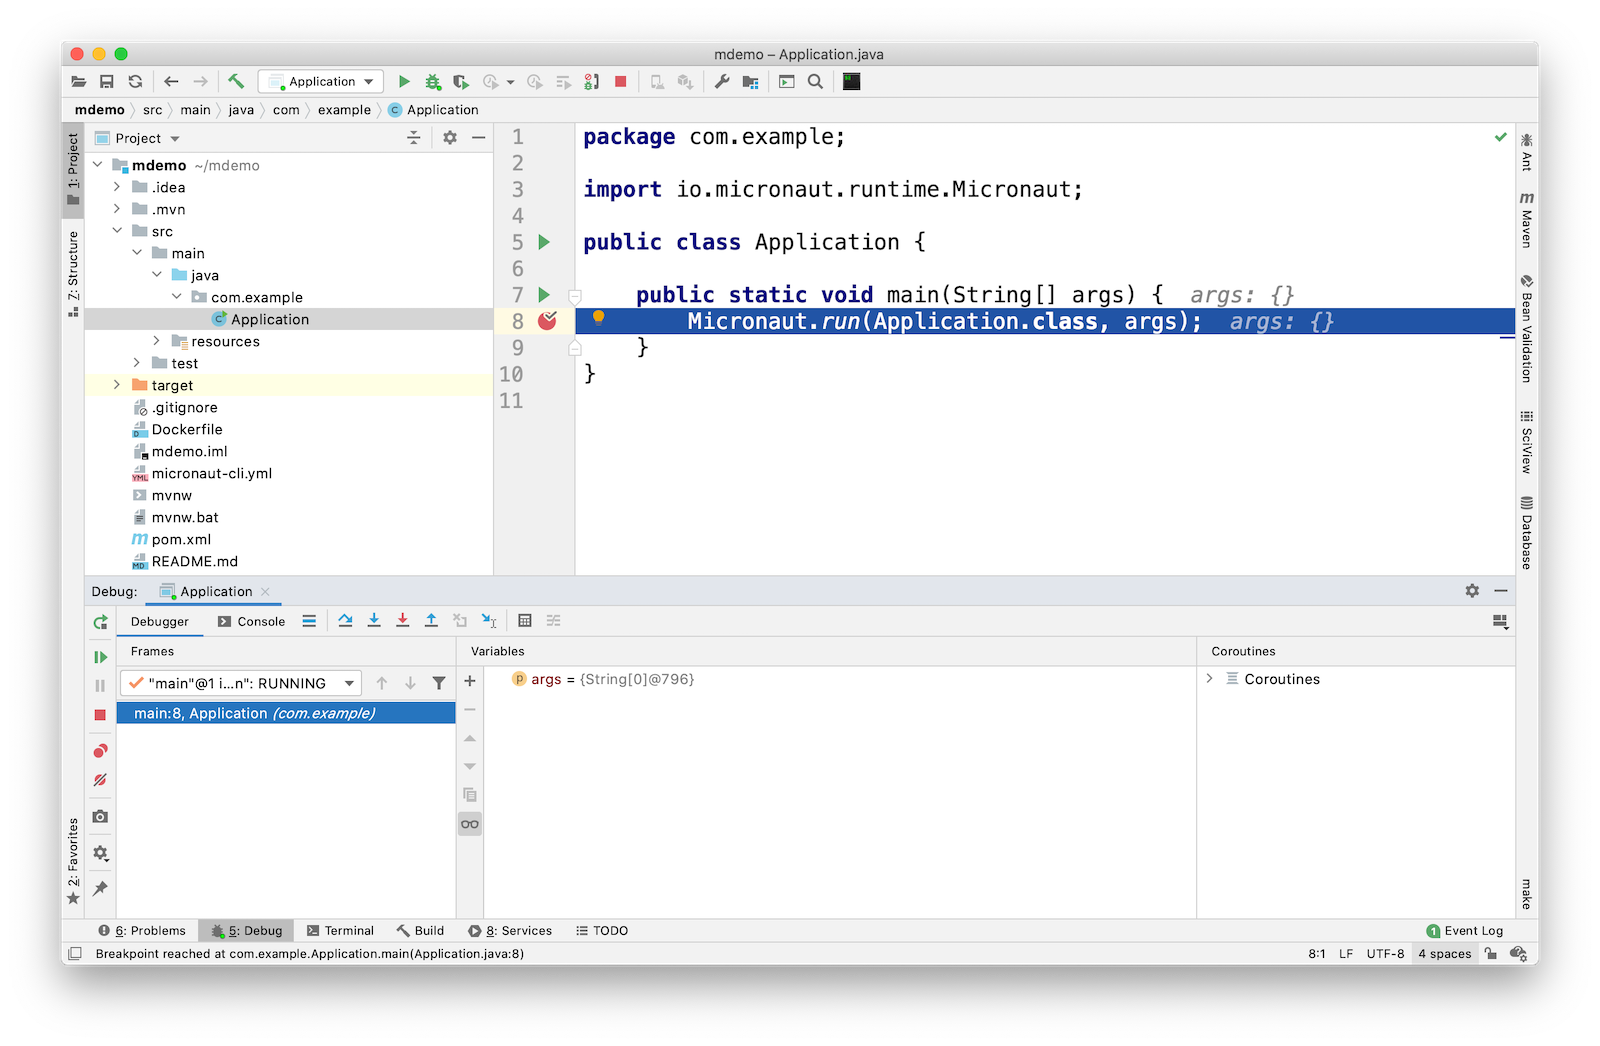 mdemo – Application.java
Application
mdemo src main java com example Application
1: Project
Z: Structure
2: Favorites
Project
mdemo ~/mdemo
.idea
.mvn
src
main
java
com.example
Application
resources
test
target
.gitignore
Dockerfile
mdemo.iml
micronaut-cli.yml
mvnw
mvnw.bat
pom.xml
README.md
1 package com.example;
2
3 import io.micronaut.runtime.Micronaut;
4
5 public class Application {
6
7 public static void main(String[] args) { args: {}
8 Micronaut.run(Application.class, args); args: {}
9 }
10 }
11
Ant
Maven
Bean Validation
SciView
Database
make
Debug: Application
Debugger Console
Frames
Variables
Coroutines
"main"@1 i...n": RUNNING
args = {String[0]@796}
Coroutines
main:8, Application (com.example)
6: Problems 5: Debug Terminal Build 8: Services TODO 1 Event Log
Breakpoint reached at com.example.Application.main(Application.java:8) 8:1 LF UTF-8 4 spaces